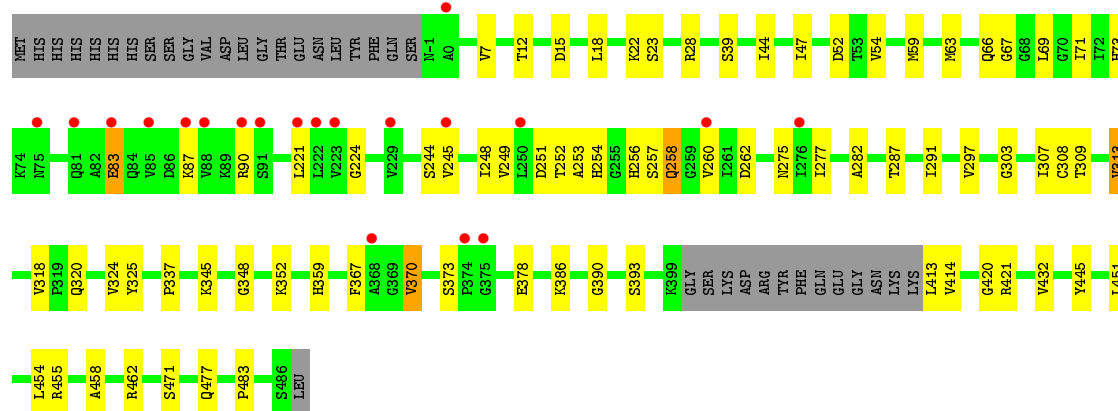 MET HIS HIS HIS HIS HIS HIS SER SER GLY VAL ASP LEU GLY THR GLU ASN LEU TYR PHE GLN SER N-1 A0 V7 T12 D15 L18 K22 S23 R28 S39 I44 I47 D52 T53 V54 M59 M63 Q66 G67 G68 L69 G70 I71 I72 H73
K74 N75 Q81 A82 E83 Q84 V85 D86 K87 V88 K89 R90 S91 L221 L222 V223 G224 V229 S244 V245 I248 V249 L250 D251 T252 A253 H254 G255 H256 S257 Q258 G259 V260 I261 D262 N275 I276 I277 A282 T287 I291 V297 G303 I307 C308 T309 V313
V318 P319 Q320 V324 Y325 P337 K345 G348 K352 H359 F367 A368 G369 V370 S373 P374 G375 E378 K386 G390 S393 K399 GLY SER LYS ASP ARG TYR PHE GLN GLU GLY ASN LYS LYS L413 V414 G420 R421 V432 Y445 L451
L454 R455 A458 R462 S471 Q477 P483 S486 LEU